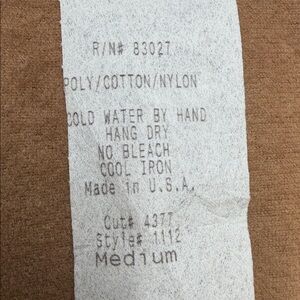 R/N# 83027
POLY/COTTON/NYLON
COLD WATER BY HAND
HANG DRY
NO BLEACH
COOL IRON
Made in U.S.A.
Cut# 4377
Style# 1112
Medium